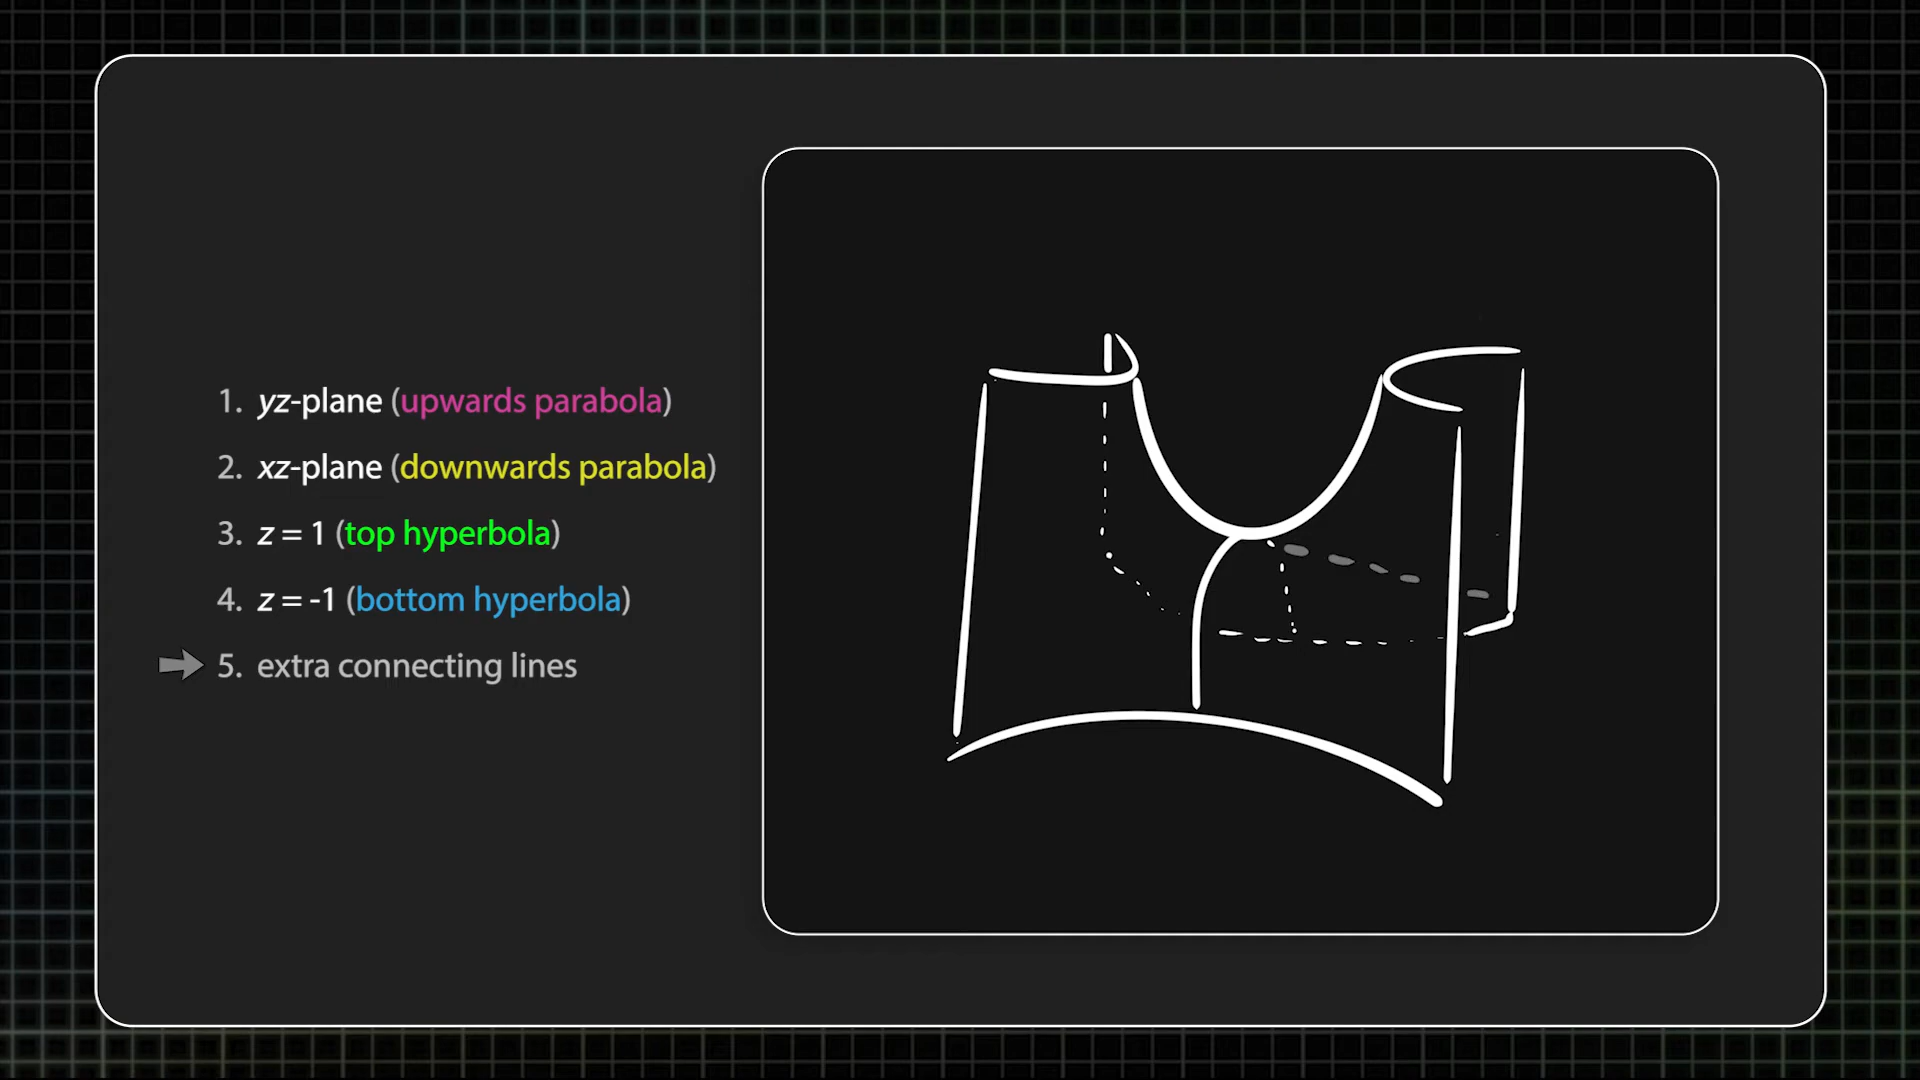 1. yz-plane (upwards parabola)
2. xz-plane (downwards parabola)
3. z = 1 (top hyperbola)
4. z = -1 (bottom hyperbola)
5. extra connecting lines